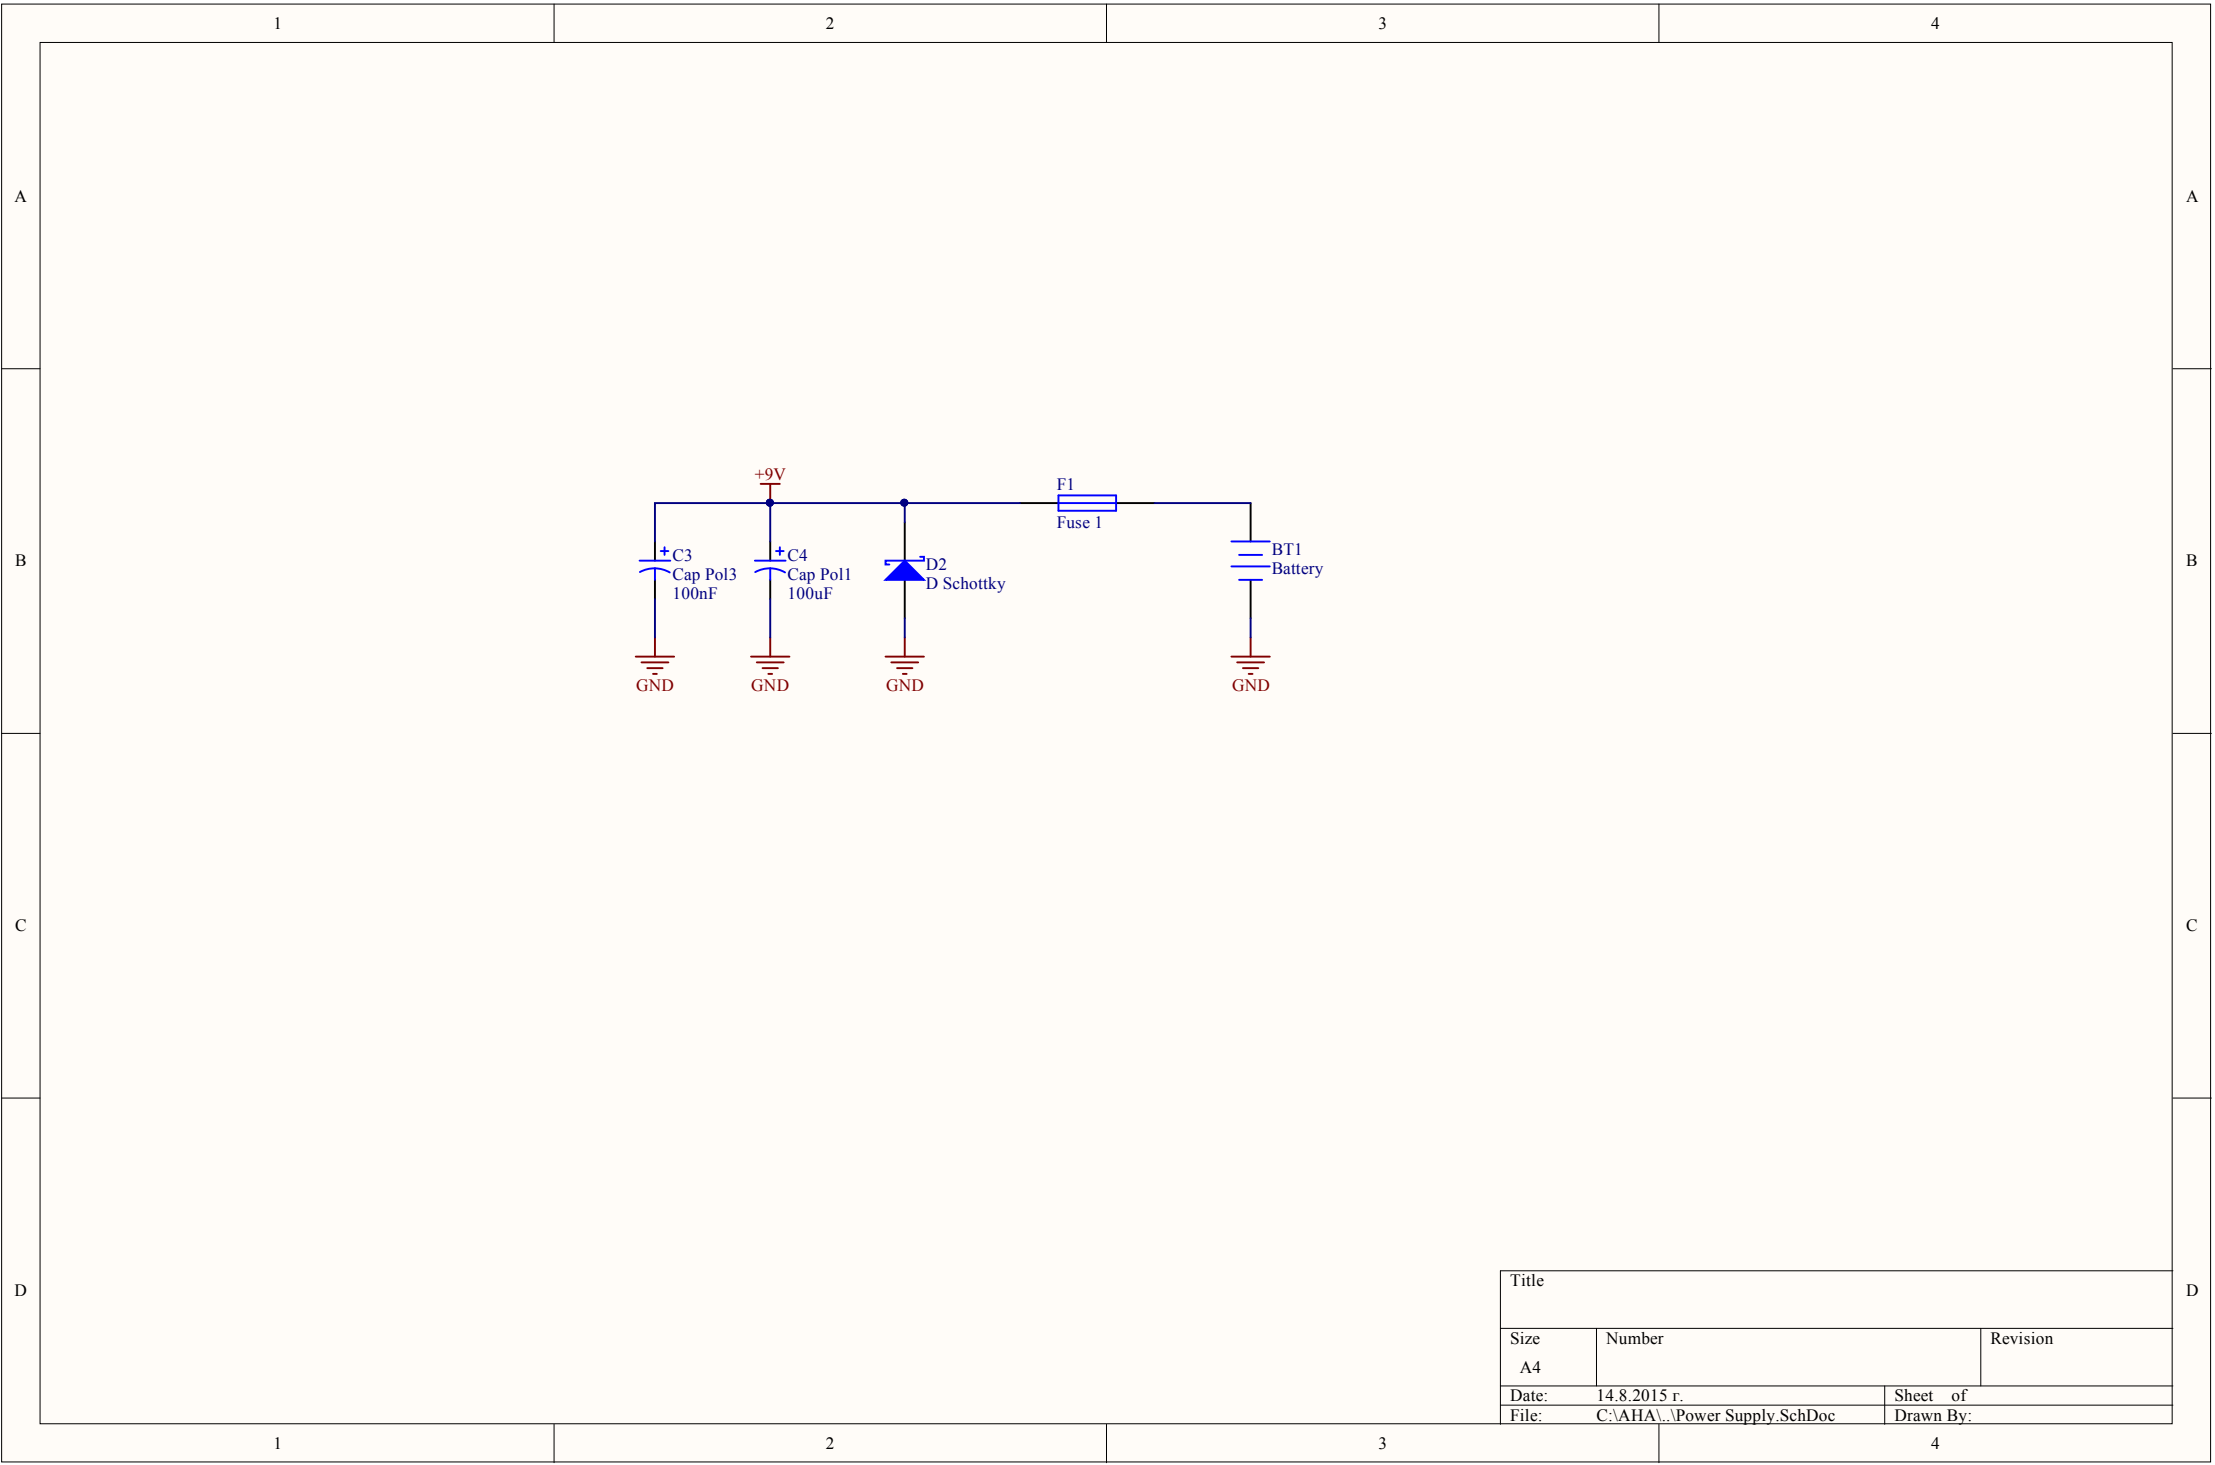 1 2 3 4
A A
+9V
F1
Fuse 1
C3
Cap Pol3
100nF
C4
Cap Pol1
100uF
D2
D Schottky
BT1
Battery
B B
GND GND GND GND
C C
D D
Title
Size Number Revision
A4
Date: 14.8.2015 г. Sheet of
File: C:\AHA\..\Power Supply.SchDoc Drawn By:
1 2 3 4